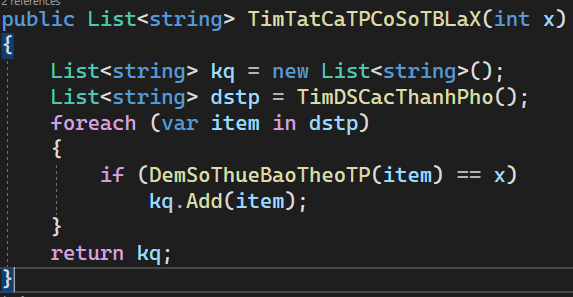 2 references
public List<string> TimTatCaTPCoSoTBLaX(int x)
{
    List<string> kq = new List<string>();
    List<string> dstp = TimDSCacThanhPho();
    foreach (var item in dstp)
    {
        if (DemSoThueBaoTheoTP(item) == x)
            kq.Add(item);
    }
    return kq;
}